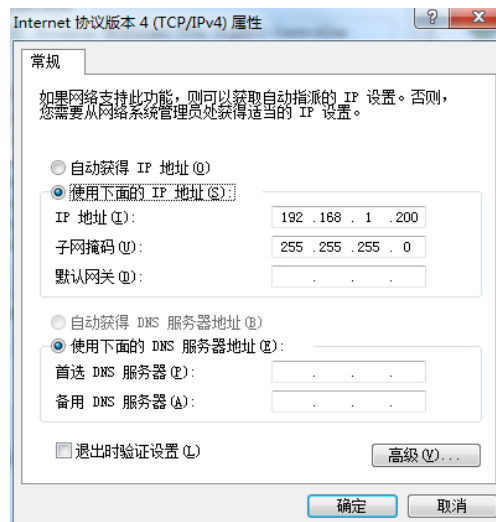 Internet 协议版本 4 (TCP/IPv4) 属性
常规
如果网络支持此功能，则可以获取自动指派的 IP 设置。否则，
您需要从网络系统管理员处获得适当的 IP 设置。
自动获得 IP 地址(O)
使用下面的 IP 地址(S):
IP 地址(I): 192 .168 . 1 .200
子网掩码(U): 255 .255 .255 . 0
默认网关(D): . . .
自动获得 DNS 服务器地址(B)
使用下面的 DNS 服务器地址(E):
首选 DNS 服务器(P): . . .
备用 DNS 服务器(A): . . .
退出时验证设置(L)
高级(V)...
确定 取消